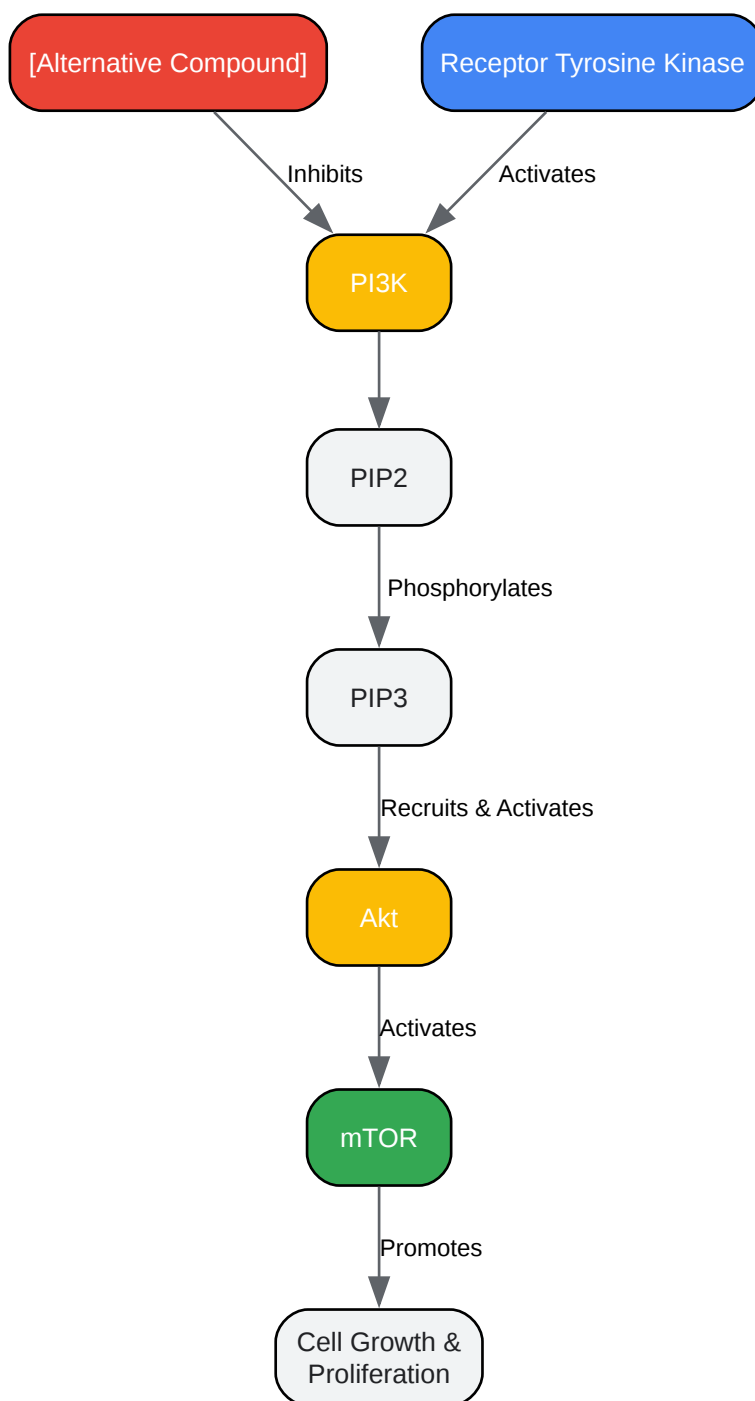 [Alternative Compound]
Receptor Tyrosine Kinase
Inhibits
Activates
PI3K
PIP2
Phosphorylates
PIP3
Recruits & Activates
Akt
Activates
mTOR
Promotes
Cell Growth &
Proliferation